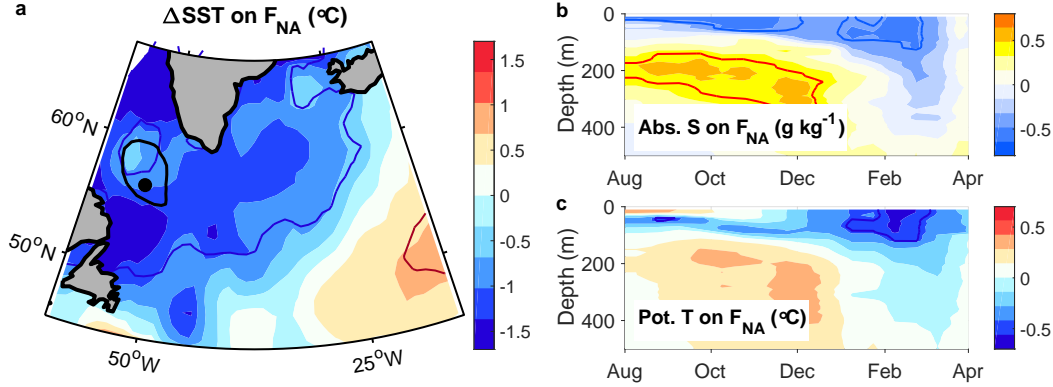 a
ΔSST on F_NA (°C)
60°N
50°N
50°W
25°W
1.5
1
0.5
0
-0.5
-1
-1.5
b
Depth (m)
0
200
400
Abs. S on F_NA (g kg⁻¹)
Aug Oct Dec Feb Apr
0.5
0
-0.5
c
Depth (m)
0
200
400
Pot. T on F_NA (°C)
Aug Oct Dec Feb Apr
0.5
0
-0.5